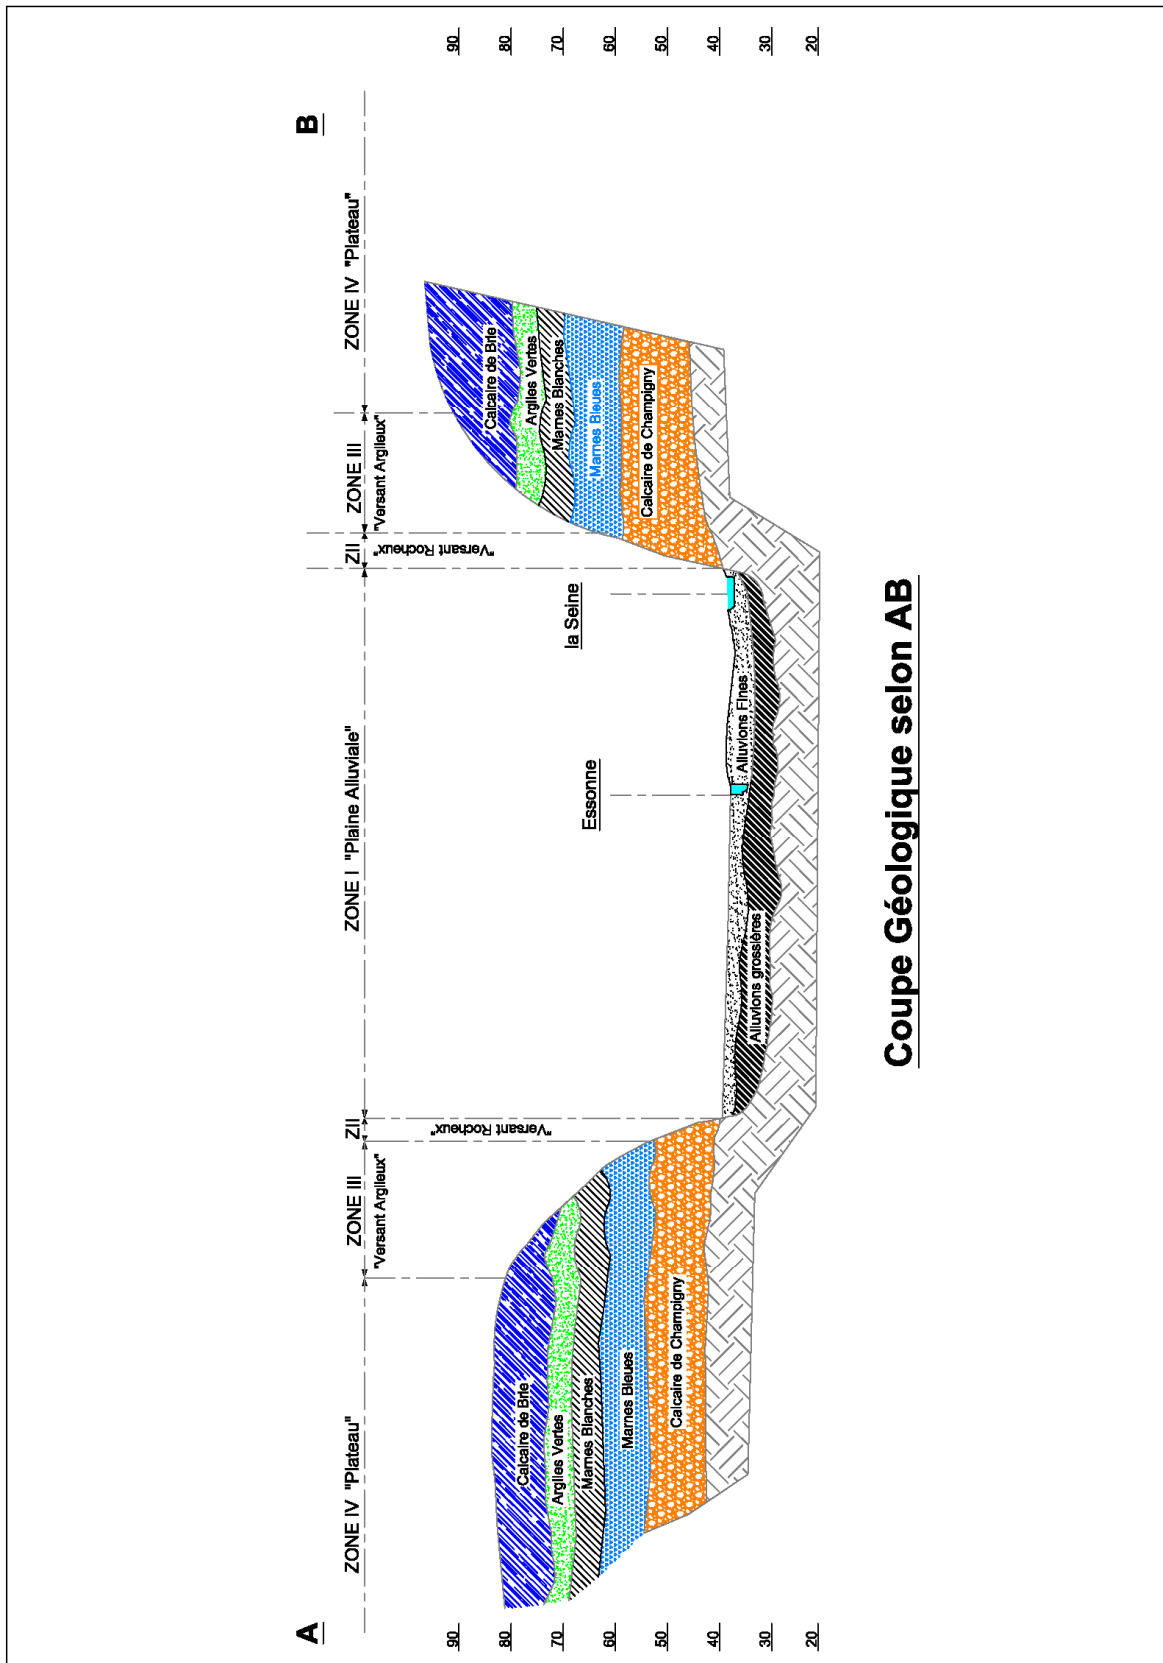 A
B
ZONE IV "Plateau"
ZONE III
ZII
ZONE I "Plaine Alluviale"
ZII
ZONE III
ZONE IV "Plateau"
"Versant Argileux"
"Versant Rocheux"
"Versant Rocheux"
"Versant Argileux"
90
80
70
60
50
40
30
20
Calcaire de Brie
Argiles Vertes
Marnes Blanches
Marnes Bleues
Calcaire de Champigny
Alluvions grossières
Essonne
Alluvions Fines
la Seine
Calcaire de Brie
Argiles Vertes
Marnes Blanches
Marnes Bleues
Calcaire de Champigny
90
80
70
60
50
40
30
20
Coupe Géologique selon AB